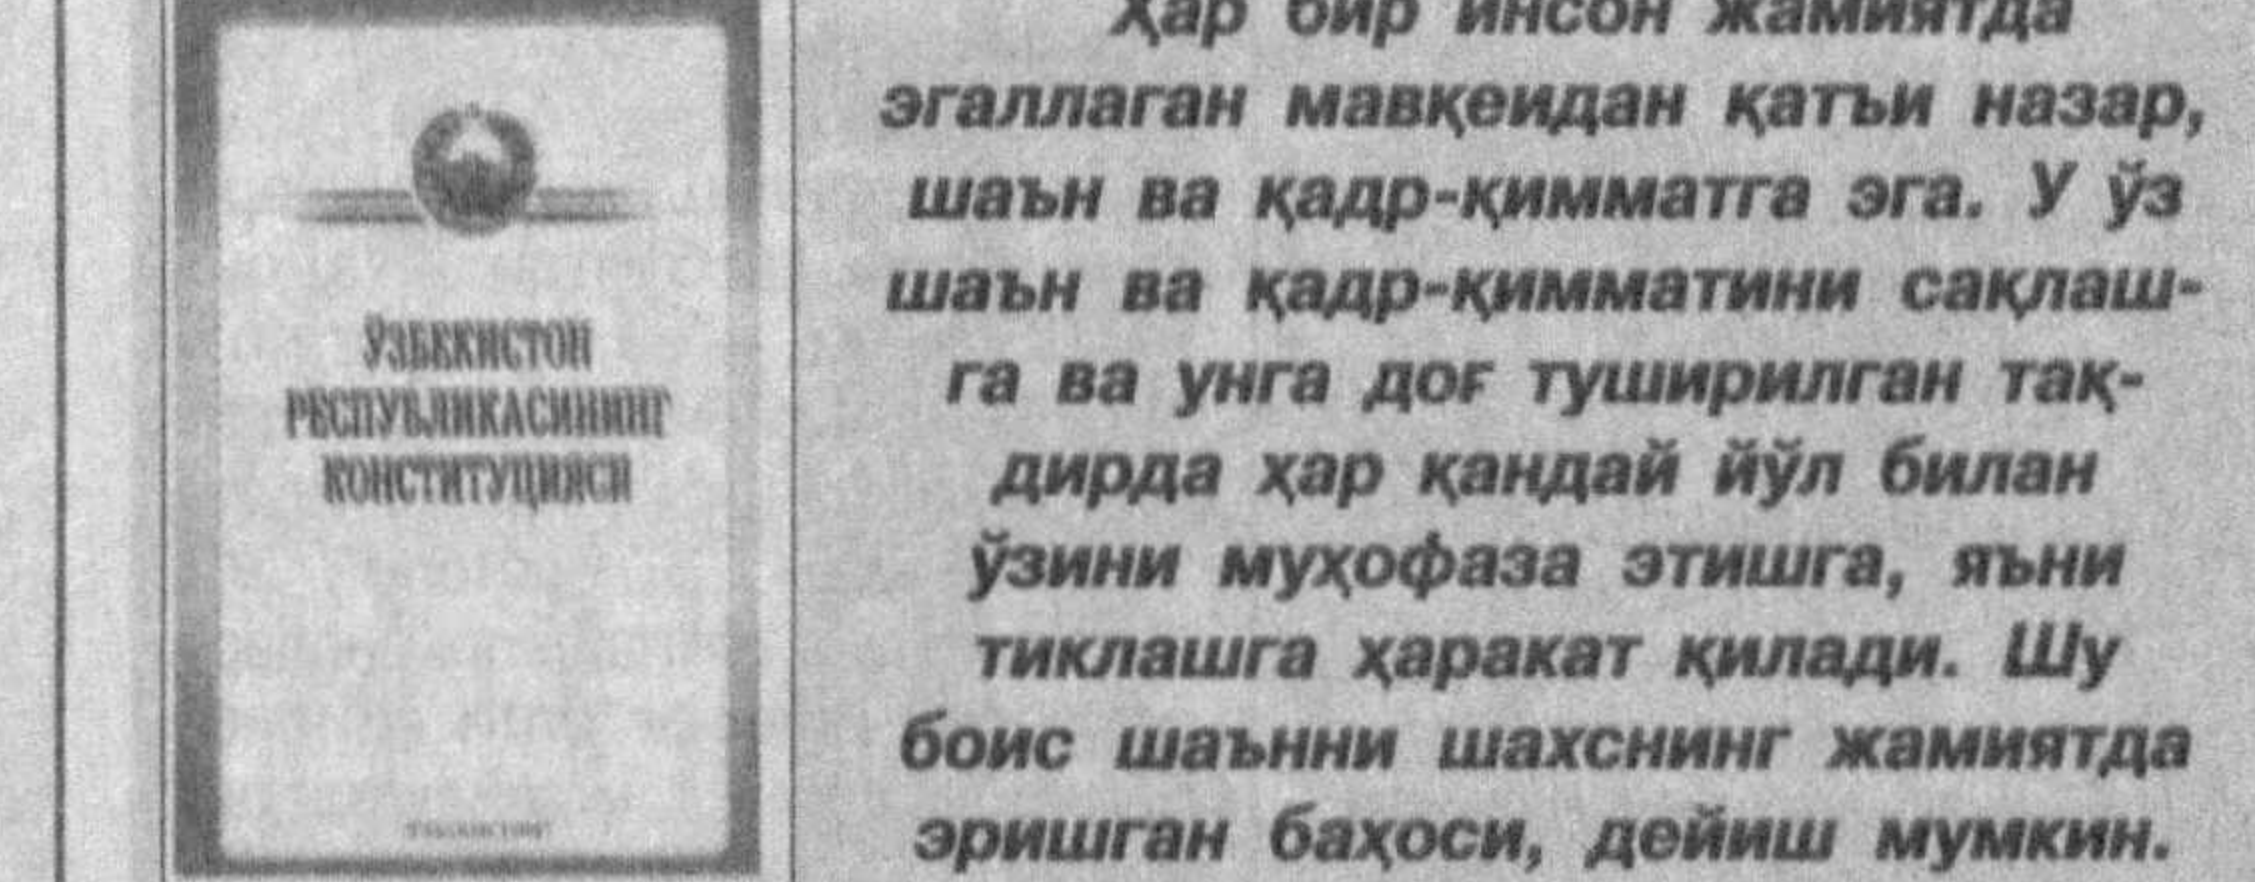 ЎЗБЕКИСТОН
РЕСПУБЛИКАСИНИНГ
КОНСТИТУЦИЯСИ
Ҳар бир инсон жамиятда
эгаллаган мавқеидан қатъи назар,
шаън ва қадр-қимматга эга. У ўз
шаън ва қадр-қимматини сақлаш-
га ва унга доғ туширилган тақ-
дирда ҳар қандай йўл билан
ўзини муҳофаза этишга, яъни
тиклашга ҳаракат қилади. Шу
боис шаънни шахснинг жамиятда
эришган баҳоси, дейиш мумкин.